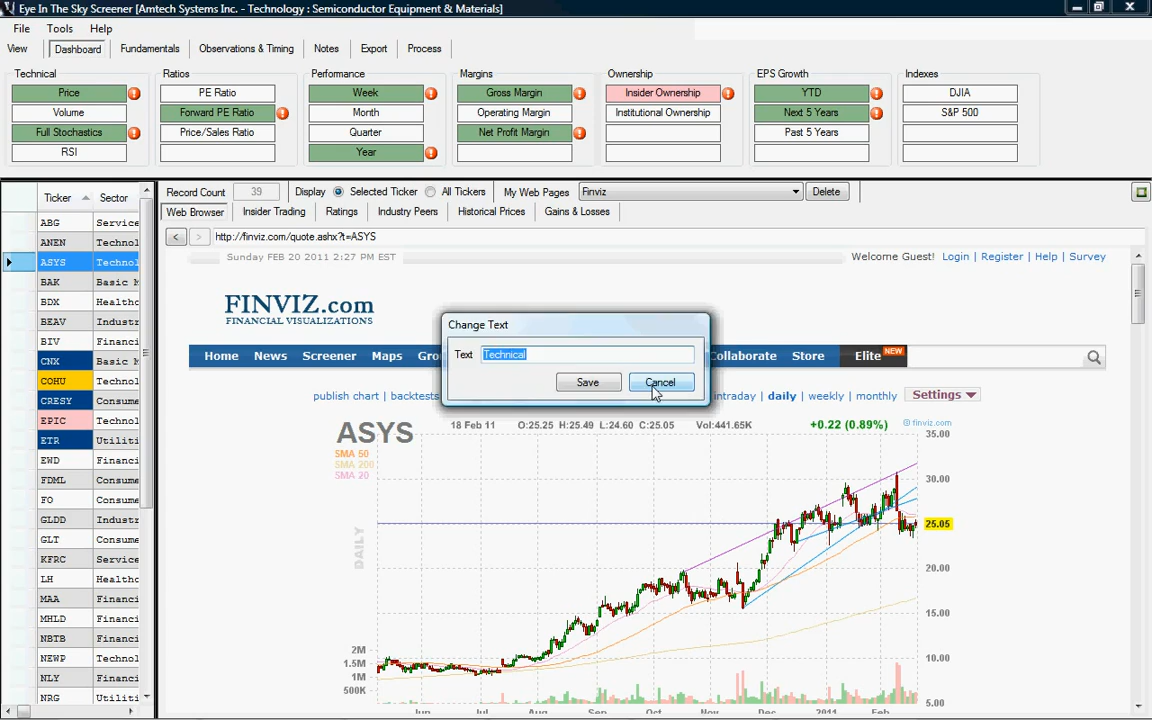 Eye In The Sky Screener [Amtech Systems Inc. - Technology : Semiconductor Equipment & Materials]
File Tools Help
View Dashboard Fundamentals Observations & Timing Notes Export Process
Technical Ratios Performance Margins Ownership EPS Growth Indexes
Price PE Ratio Week Gross Margin Insider Ownership YTD DJIA
Volume Forward PE Ratio Month Operating Margin Institutional Ownership Next 5 Years S&P 500
Full Stochastics Price/Sales Ratio Quarter Net Profit Margin Past 5 Years
RSI Year
Record Count 39 Display Selected Ticker All Tickers My Web Pages Finviz Delete
Ticker Sector
Web Browser Insider Trading Ratings Industry Peers Historical Prices Gains & Losses
ABG Service
< > http://finviz.com/quote.ashx?t=ASYS
ANEN Technol
Sunday FEB 20 2011 2:27 PM EST Welcome Guest! Login | Register | Help | Survey
ASYS Technol
BAK Basic M
BDX Healthc
FINVIZ.com
FINANCIAL VISUALIZATIONS
BEAV Industr
Change Text
BIV Financi
Home News Screener Maps Gro
Text Technical
Collaborate Store Elite NEW
CNX Basic M
COHU Technol
Save Cancel
publish chart | backtests
intraday | daily | weekly | monthly Settings
CRESY Consume
EPIC Technol
ASYS 18 Feb 11 O:25.25 H:25.49 L:24.60 C:25.05 Vol:441.65K +0.22 (0.89%) © finviz.com
ETR Utiliti
SMA 50
SMA 200
SMA 20
EWD Financi
FDML Consume
FO Consume
GLDD Industr
GLT Consume
KFRC Service
LH Healthc
MAA Financi
MHLD Financi
NBTB Financi
NEWP Technol
NLY Financi
NRG Utiliti
DAILY
35.00
30.00
25.05
20.00
15.00
10.00
5.00
2M
1.5M
1M
500K
Jun Jul Aug Sep Oct Nov Dec 2011 Feb